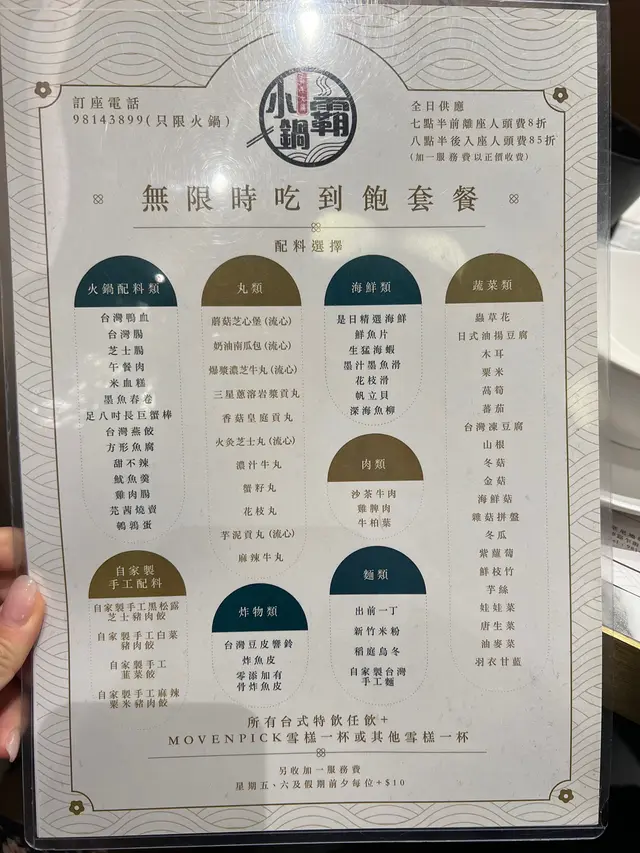 訂座電話
98143899(只限火鍋)
小鍋霸
全日供應
七點半前離座人頭費8折
八點半後入座人頭費85折
(加一服務費以正價收費)
無限時吃到飽套餐
配料選擇
火鍋配料類
台灣鴨血
台灣腸
芝士腸
午餐肉
米血糕
墨魚春卷
足八吋長巨蟹棒
台灣燕餃
方形魚腐
甜不辣
魷魚羹
雞肉腸
芫茜燒賣
鵪鶉蛋
自家製
手工配料
自家製手工黑松露
芝士豬肉餃
自家製手工白菜
豬肉餃
自家製手工
韮菜餃
自家製手工麻辣
粟米豬肉餃
丸類
蘑菇芝心堡(流心)
奶油南瓜包(流心)
爆漿濃芝牛丸(流心)
三星蔥溶岩漿貢丸
香菇皇庭貢丸
火灸芝士丸(流心)
濃汁牛丸
蟹籽丸
花枝丸
芋泥貢丸(流心)
麻辣牛丸
炸物類
台灣豆皮響鈴
炸魚皮
零添加有
骨炸魚皮
海鮮類
是日精選海鮮
鮮魚片
生猛海蝦
墨汁墨魚滑
花枝滑
帆立貝
深海魚柳
肉類
沙茶牛肉
雞脾肉
牛柏葉
麵類
出前一丁
新竹米粉
稻庭烏冬
自家製台灣
手工麵
蔬菜類
蟲草花
日式油揚豆腐
木耳
粟米
萵筍
蕃茄
台灣凍豆腐
山根
冬菇
金菇
海鮮菇
雜菇拼盤
冬瓜
紫蘿蔔
鮮枝竹
芋絲
娃娃菜
唐生菜
油麥菜
羽衣甘藍
所有台式特飲任飲+
MOVENPICK雪糕一杯或其他雪糕一杯
另收加一服務費
星期五、六及假期前夕每位+$10